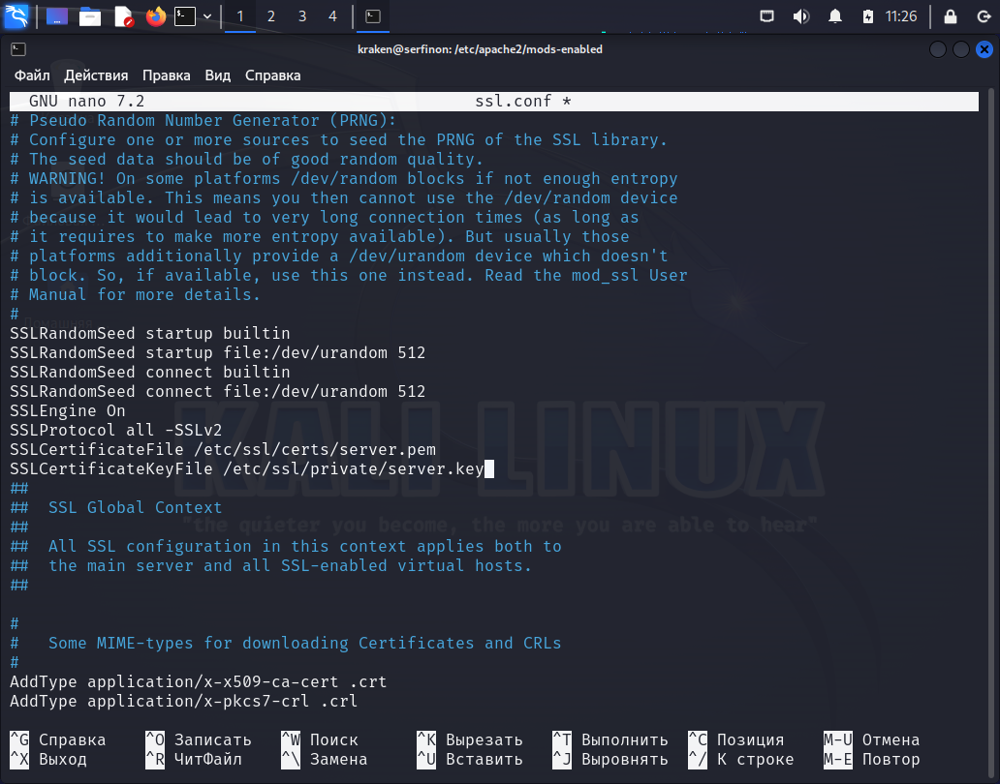 1 2 3 4 11:26
kraken@serfinon: /etc/apache2/mods-enabled
Файл Действия Правка Вид Справка
GNU nano 7.2 ssl.conf *
# Pseudo Random Number Generator (PRNG):
# Configure one or more sources to seed the PRNG of the SSL library.
# The seed data should be of good random quality.
# WARNING! On some platforms /dev/random blocks if not enough entropy
# is available. This means you then cannot use the /dev/random device
# because it would lead to very long connection times (as long as
# it requires to make more entropy available). But usually those
# platforms additionally provide a /dev/urandom device which doesn't
# block. So, if available, use this one instead. Read the mod_ssl User
# Manual for more details.
#
SSLRandomSeed startup builtin
SSLRandomSeed startup file:/dev/urandom 512
SSLRandomSeed connect builtin
SSLRandomSeed connect file:/dev/urandom 512
SSLEngine On
SSLProtocol all -SSLv2
SSLCertificateFile /etc/ssl/certs/server.pem
SSLCertificateKeyFile /etc/ssl/private/server.key
##
## SSL Global Context
##
## All SSL configuration in this context applies both to
## the main server and all SSL-enabled virtual hosts.
##
#
# Some MIME-types for downloading Certificates and CRLs
#
AddType application/x-x509-ca-cert .crt
AddType application/x-pkcs7-crl .crl
^G Справка ^O Записать ^W Поиск ^K Вырезать ^T Выполнить ^C Позиция M-U Отмена
^X Выход ^R ЧитФайл ^\ Замена ^U Вставить ^J Выровнять ^/ К строке M-E Повтор
KALI LINUX
"the quieter you become, the more you are able to hear"